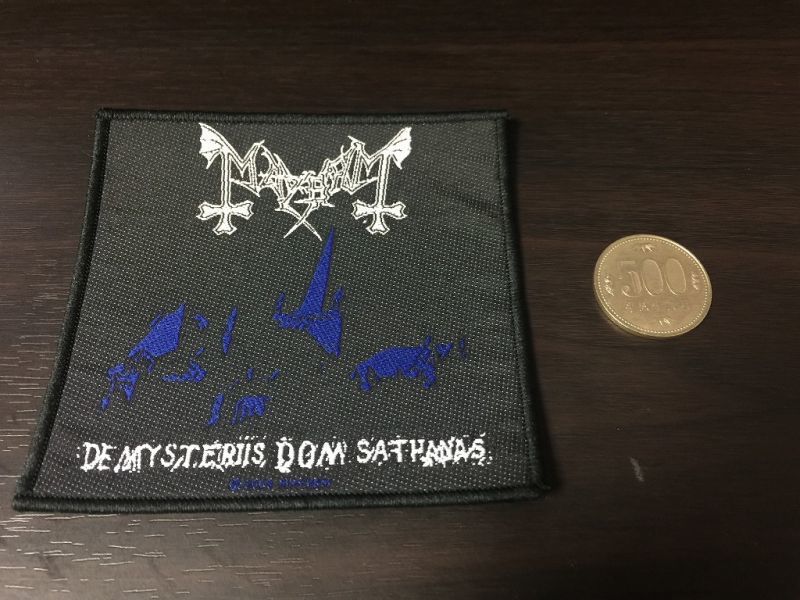 MAYHEM
DE MYSTERIIS DOM SATHANAS
500